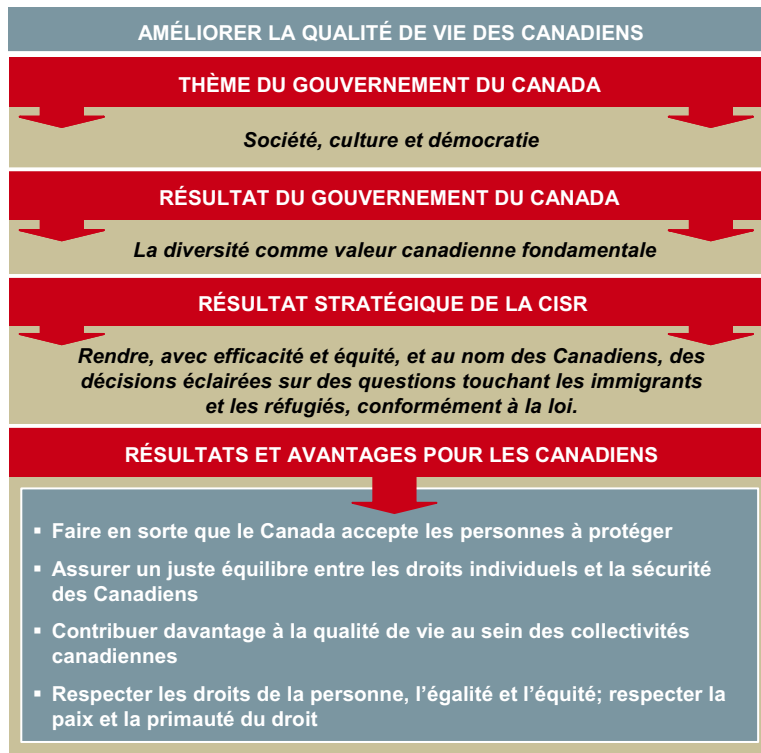 AMÉLIORER LA QUALITÉ DE VIE DES CANADIENS
THÈME DU GOUVERNEMENT DU CANADA
Société, culture et démocratie
RÉSULTAT DU GOUVERNEMENT DU CANADA
La diversité comme valeur canadienne fondamentale
RÉSULTAT STRATÉGIQUE DE LA CISR
Rendre, avec efficacité et équité, et au nom des Canadiens, des
décisions éclairées sur des questions touchant les immigrants
et les réfugiés, conformément à la loi.
RÉSULTATS ET AVANTAGES POUR LES CANADIENS
▪ Faire en sorte que le Canada accepte les personnes à protéger
▪ Assurer un juste équilibre entre les droits individuels et la sécurité
des Canadiens
▪ Contribuer davantage à la qualité de vie au sein des collectivités
canadiennes
▪ Respecter les droits de la personne, l’égalité et l’équité; respecter la
paix et la primauté du droit